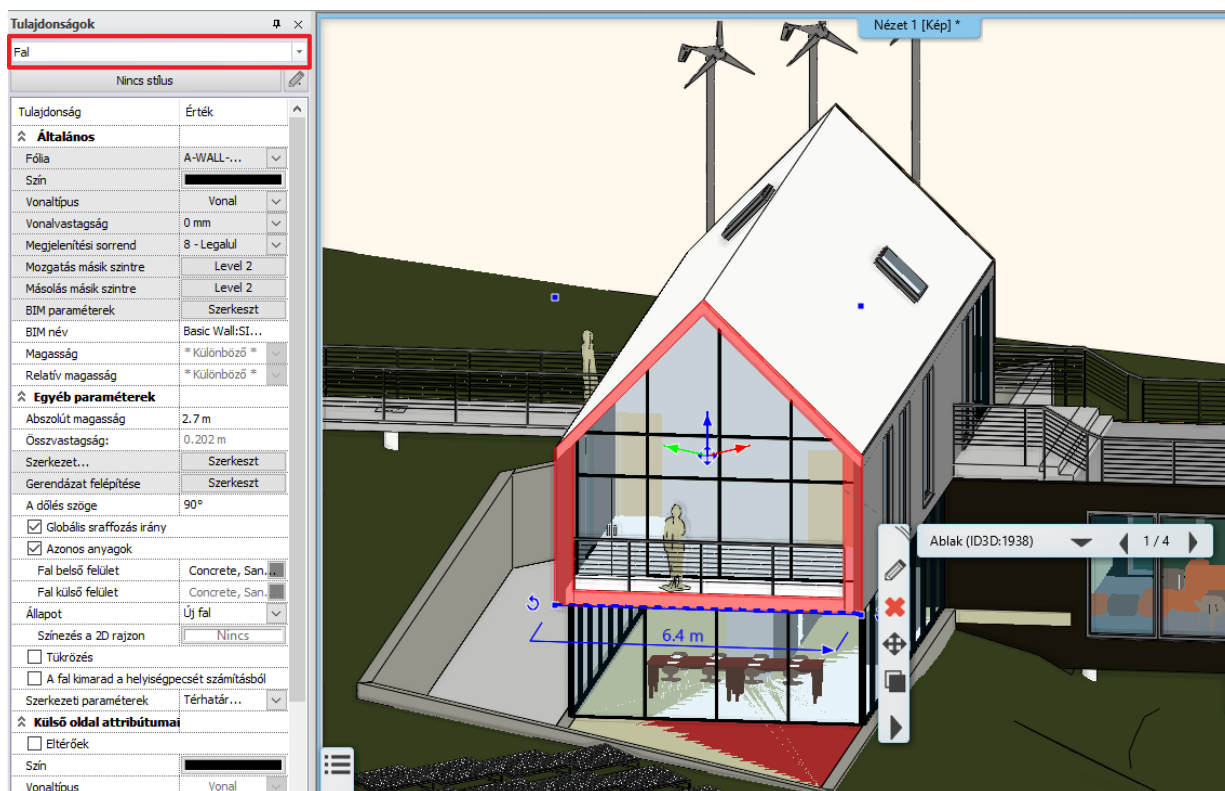 Tulajdonságok
Fal
Nincs stílus
Tulajdonság Érték
Általános
Fólia A-WALL-...
Szín
Vonaltípus Vonal
Vonalvastagság 0 mm
Megjelenítési sorrend 8 - Legalul
Mozgatás másik szintre Level 2
Másolás másik szintre Level 2
BIM paraméterek Szerkeszt
BIM név Basic Wall:SI...
Magasság * Különböző *
Relatív magasság * Különböző *
Egyéb paraméterek
Abszolút magasság 2.7 m
Összvastagság: 0.202 m
Szerkezet... Szerkeszt
Gerendázat felépítése Szerkeszt
A dőlés szöge 90°
Globális sraffozás irány
Azonos anyagok
Fal belső felület Concrete, San...
Fal külső felület Concrete, San...
Állapot Új fal
Színezés a 2D rajzon Nincs
Tükrözés
A fal kimarad a helyiségpecsét számításból
Szerkezeti paraméterek Térhatár...
Külső oldal attribútumai
Eltérőek
Szín
Vonaltípus Vonal
Nézet 1 [Kép] *
Ablak (ID3D:1938) 1 / 4
6.4 m